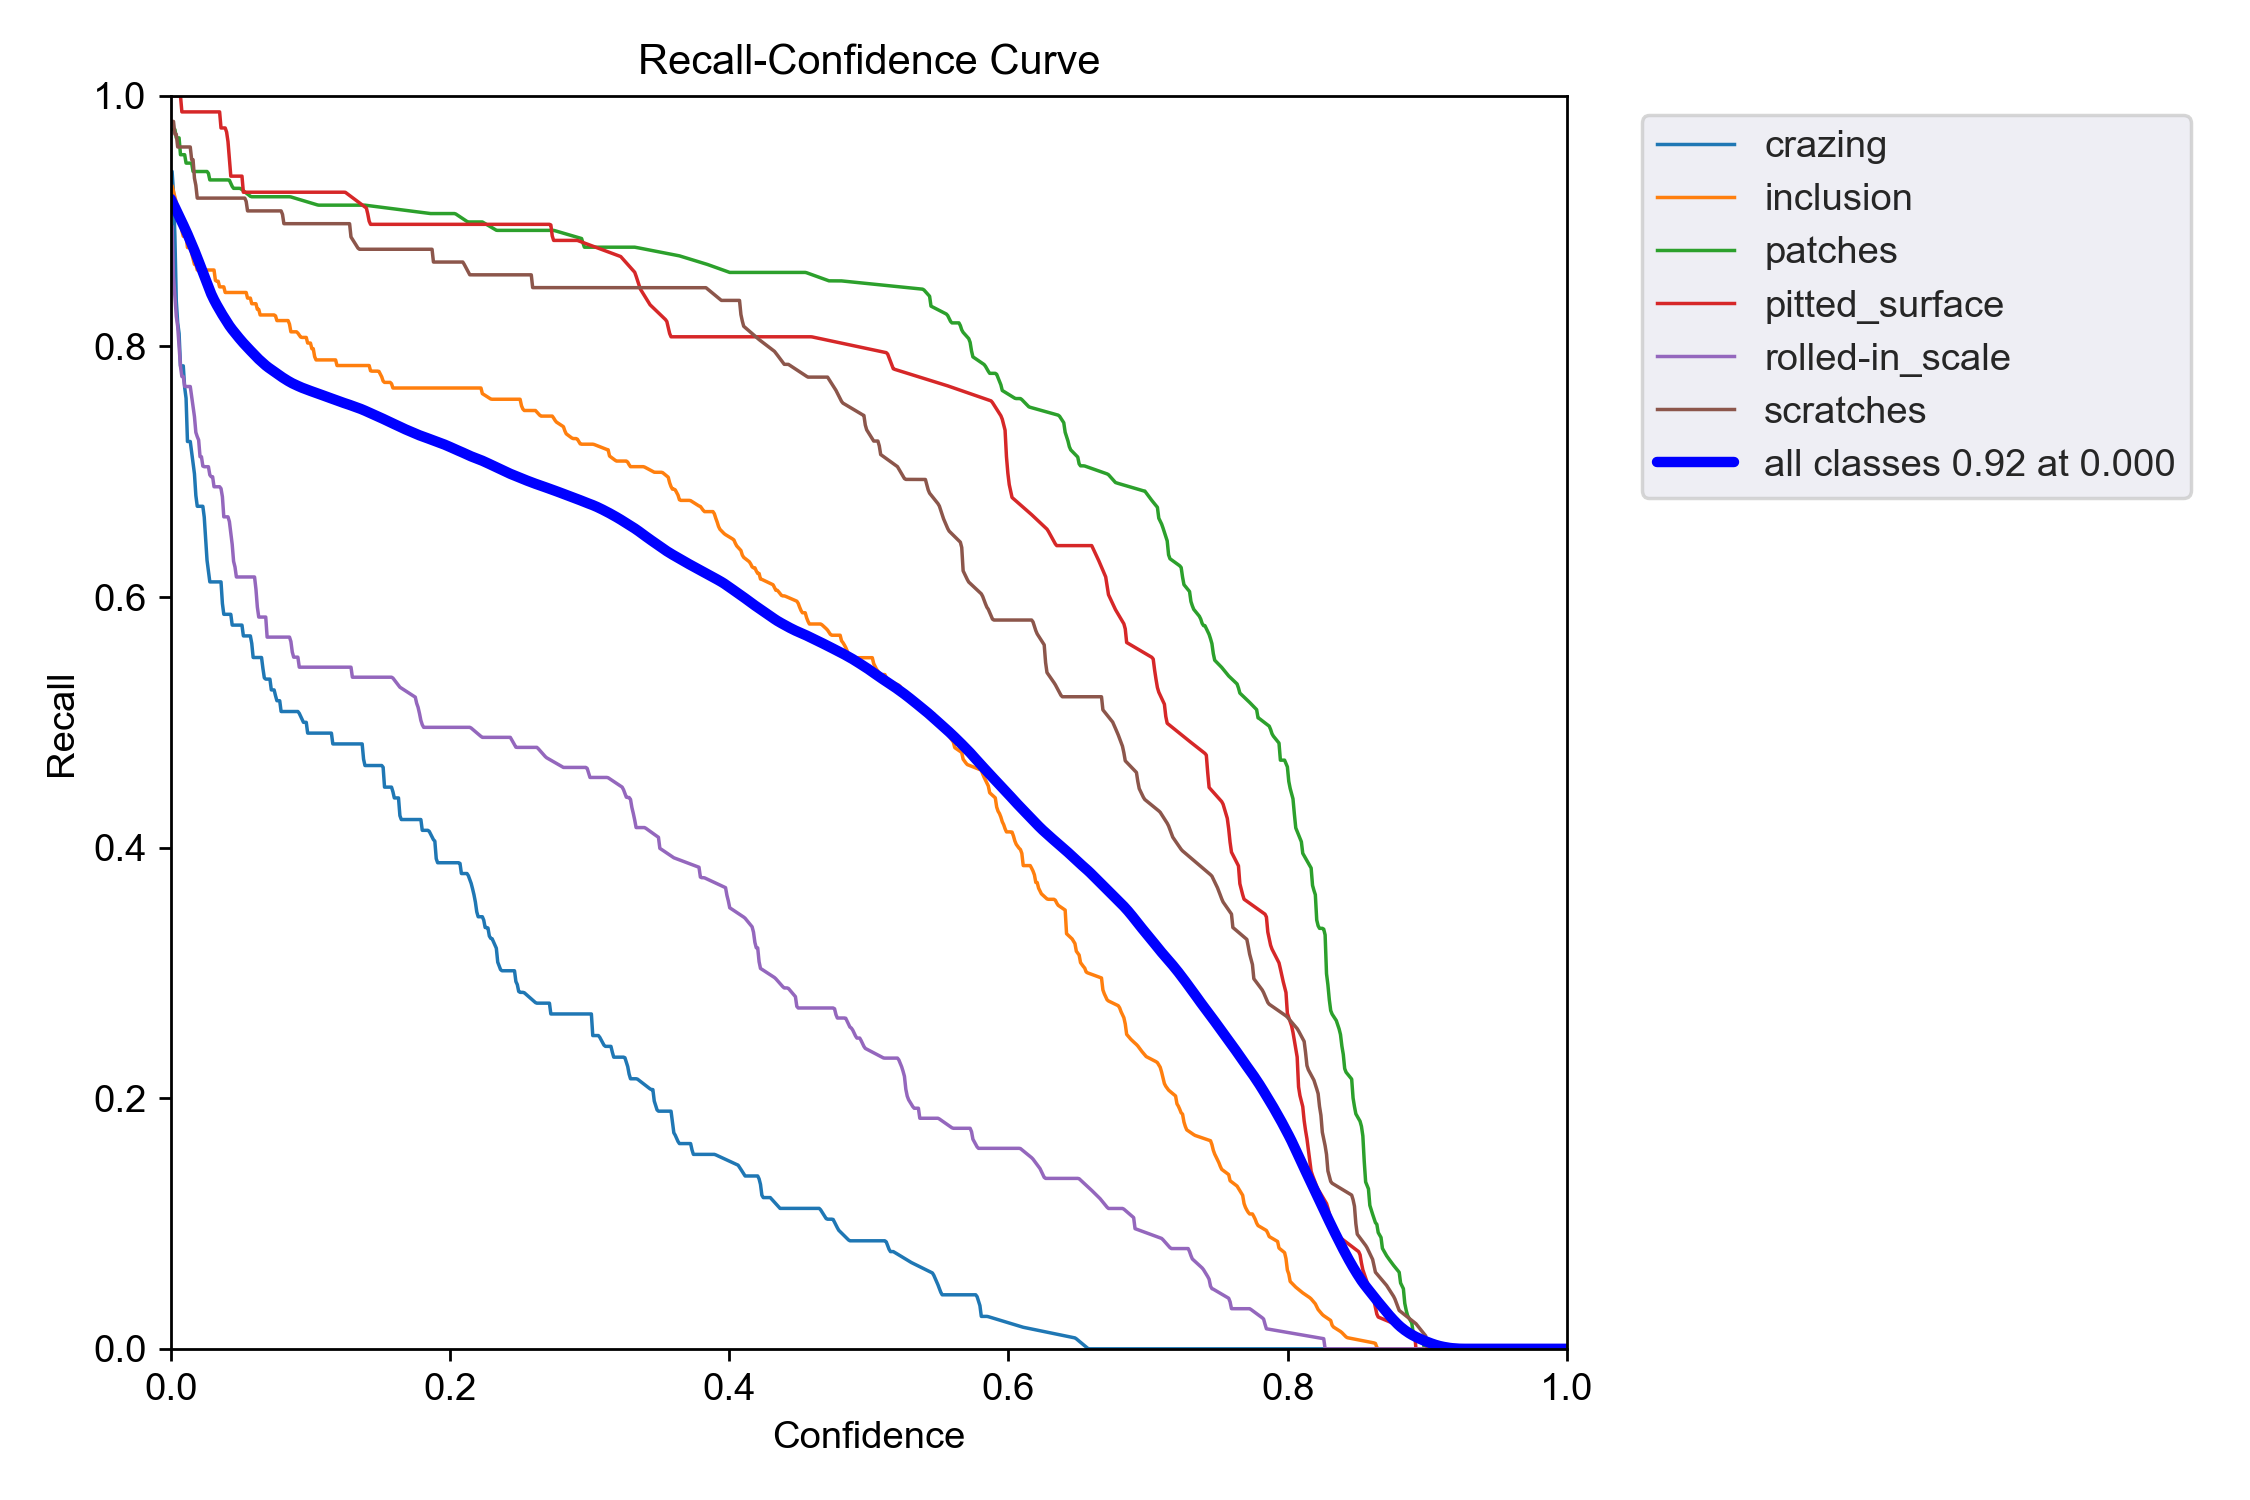 Recall-Confidence Curve
1.0
0.8
0.6
0.4
0.2
0.0
Recall
0.0 0.2 0.4 0.6 0.8 1.0
Confidence
crazing
inclusion
patches
pitted_surface
rolled-in_scale
scratches
all classes 0.92 at 0.000